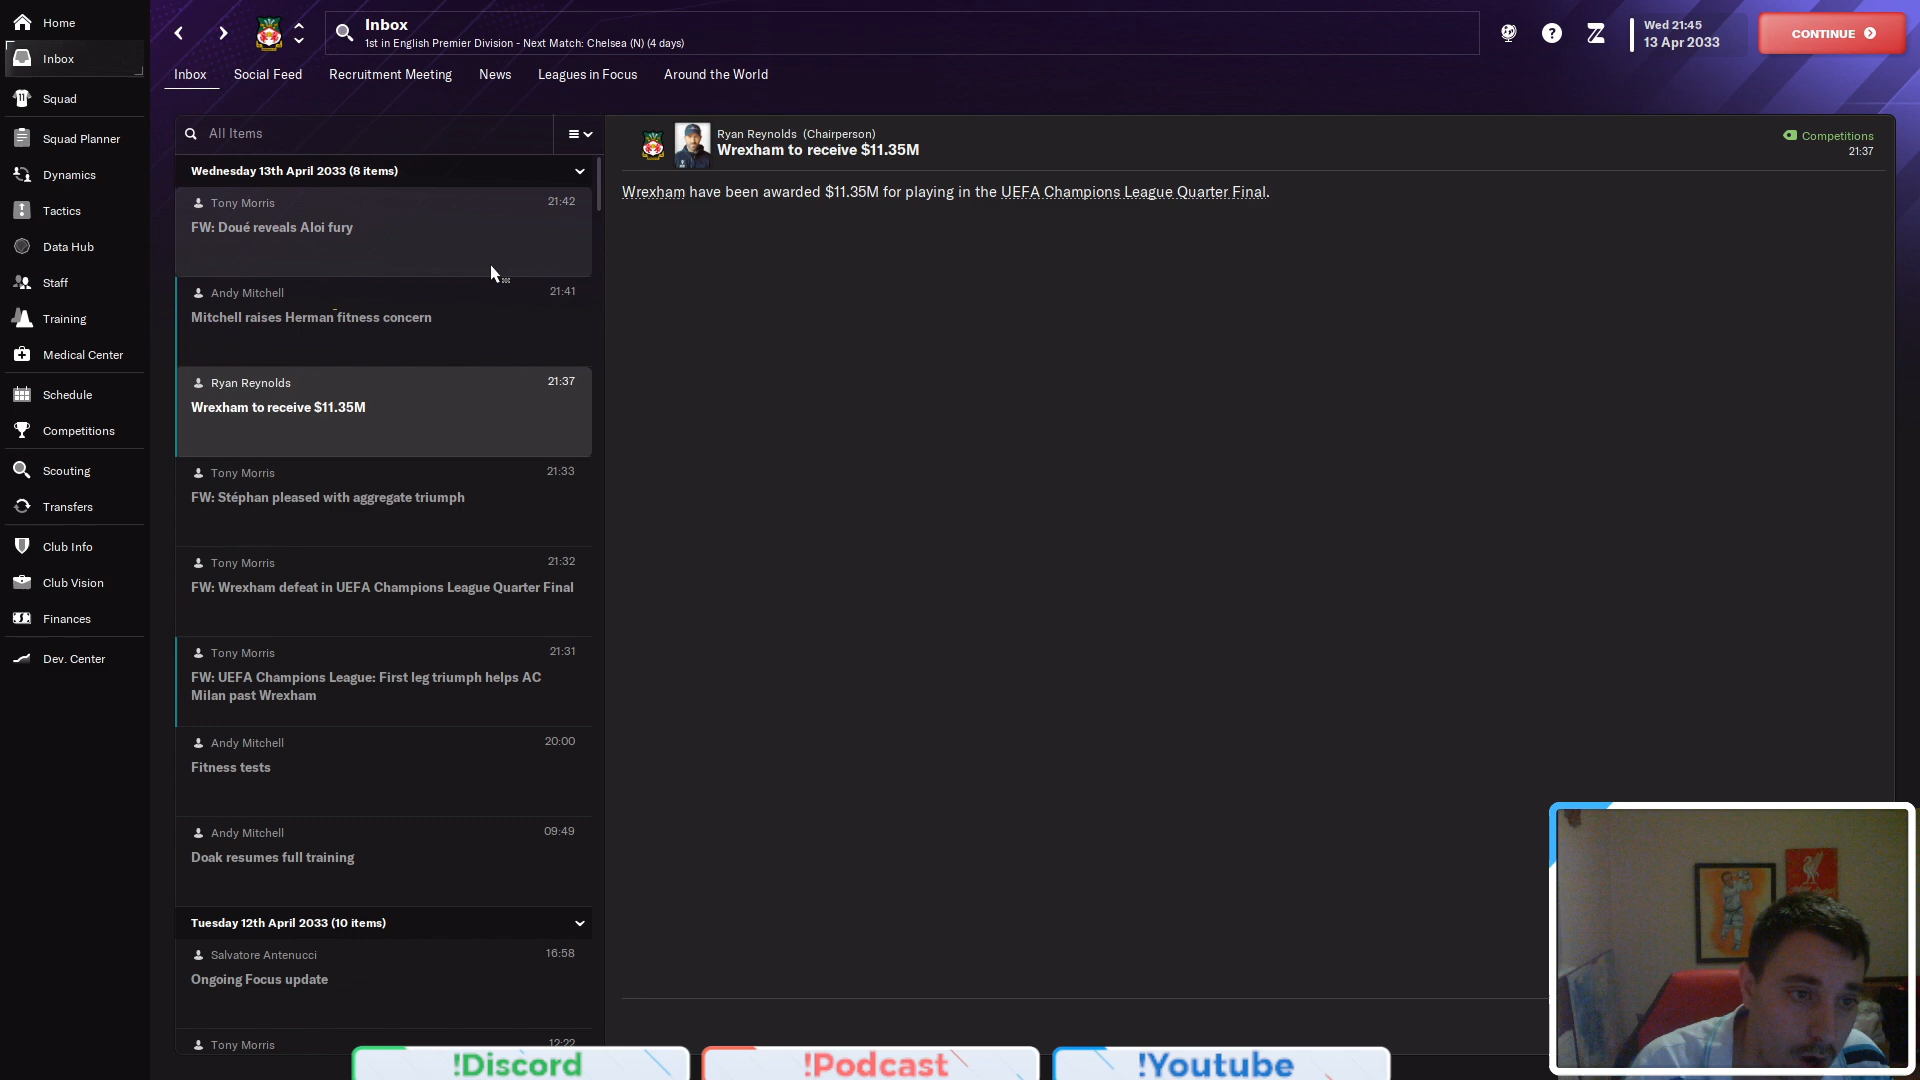 Home
Inbox
Squad
Squad Planner
Dynamics
Tactics
Data Hub
Staff
Training
Medical Center
Schedule
Competitions
Scouting
Transfers
Club Info
Club Vision
Finances
Dev. Center
Inbox
1st in English Premier Division - Next Match: Chelsea (N) (4 days)
Wed 21:45
13 Apr 2033
CONTINUE
Inbox Social Feed Recruitment Meeting News Leagues in Focus Around the World
All Items
Wednesday 13th April 2033 (8 items)
Tony Morris 21:42
FW: Doué reveals Aloi fury
Andy Mitchell 21:41
Mitchell raises Herman fitness concern
Ryan Reynolds 21:37
Wrexham to receive $11.35M
Tony Morris 21:33
FW: Stéphan pleased with aggregate triumph
Tony Morris 21:32
FW: Wrexham defeat in UEFA Champions League Quarter Final
Tony Morris 21:31
FW: UEFA Champions League: First leg triumph helps AC
Milan past Wrexham
Andy Mitchell 20:00
Fitness tests
Andy Mitchell 09:49
Doak resumes full training
Tuesday 12th April 2033 (10 items)
Salvatore Antenucci 16:58
Ongoing Focus update
Tony Morris 12:22
Ryan Reynolds (Chairperson)
Wrexham to receive $11.35M
Competitions
21:37
Wrexham have been awarded $11.35M for playing in the UEFA Champions League Quarter Final.
!Discord !Podcast !Youtube